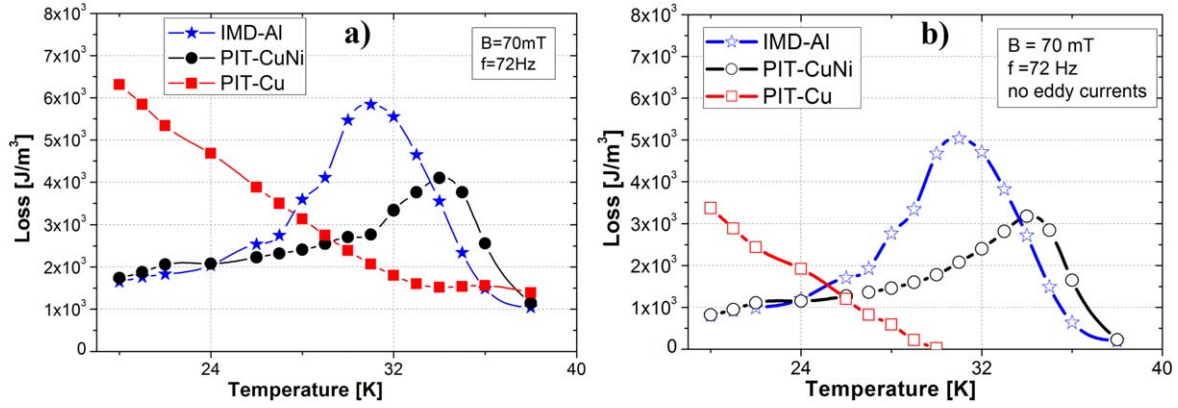 a)
IMD-Al
PIT-CuNi
PIT-Cu
B=70mT
f=72Hz
8x10³
7x10³
6x10³
5x10³
4x10³
3x10³
2x10³
1x10³
0
Loss [J/m³]
24 32 40
Temperature [K]
b)
IMD-Al
PIT-CuNi
PIT-Cu
B = 70 mT
f =72 Hz
no eddy currents
8x10³
7x10³
6x10³
5x10³
4x10³
3x10³
2x10³
1x10³
0
Loss [J/m³]
24 32 40
Temperature [K]